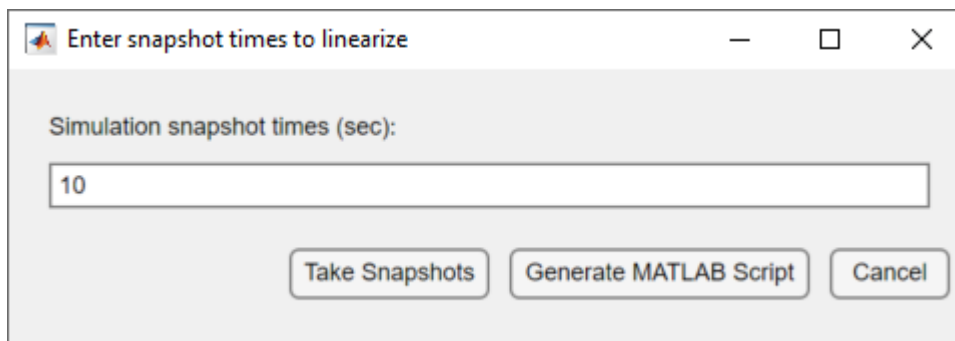 Enter snapshot times to linearize
Simulation snapshot times (sec):
10
Take Snapshots Generate MATLAB Script Cancel